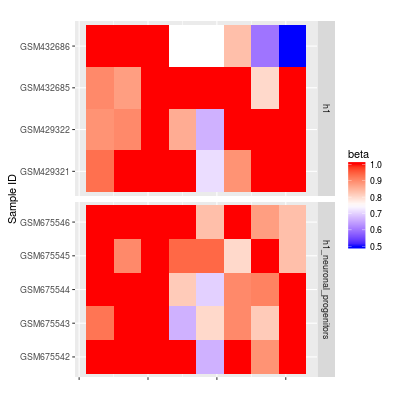 GSM432686
GSM432685
GSM429322
GSM429321
h1
GSM675546
GSM675545
GSM675544
GSM675543
GSM675542
h1_neuronal_progenitors
Sample ID
beta
1.0
0.9
0.8
0.7
0.6
0.5